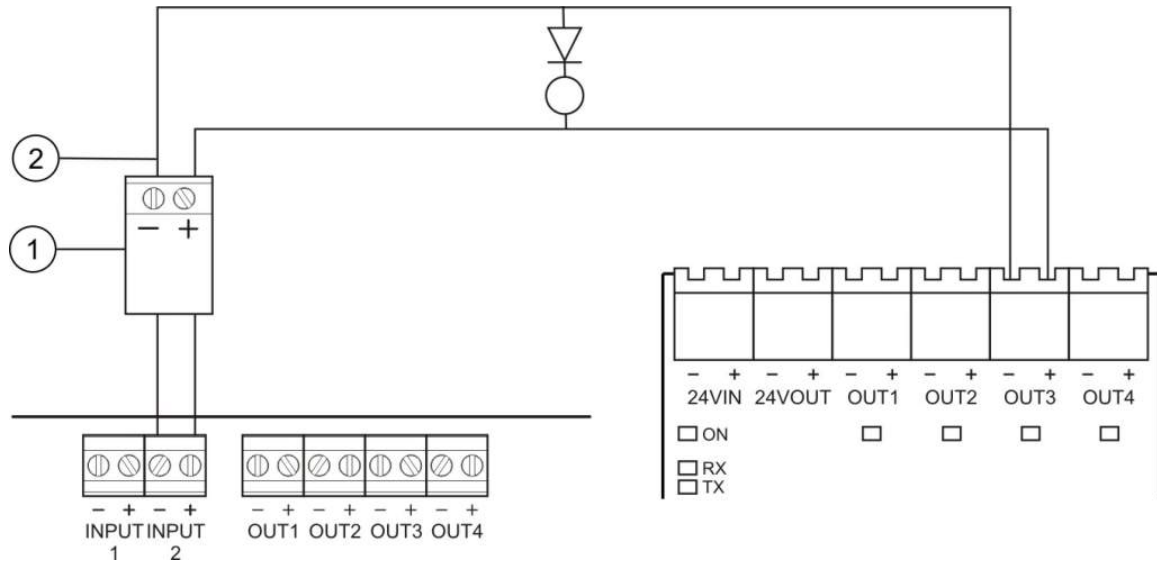 2
− +
1
− + − + − + − + − + − +
24VIN 24VOUT OUT1 OUT2 OUT3 OUT4
ON
RX
TX
− + − + − + − + − + − +
INPUT INPUT OUT1 OUT2 OUT3 OUT4
1 2